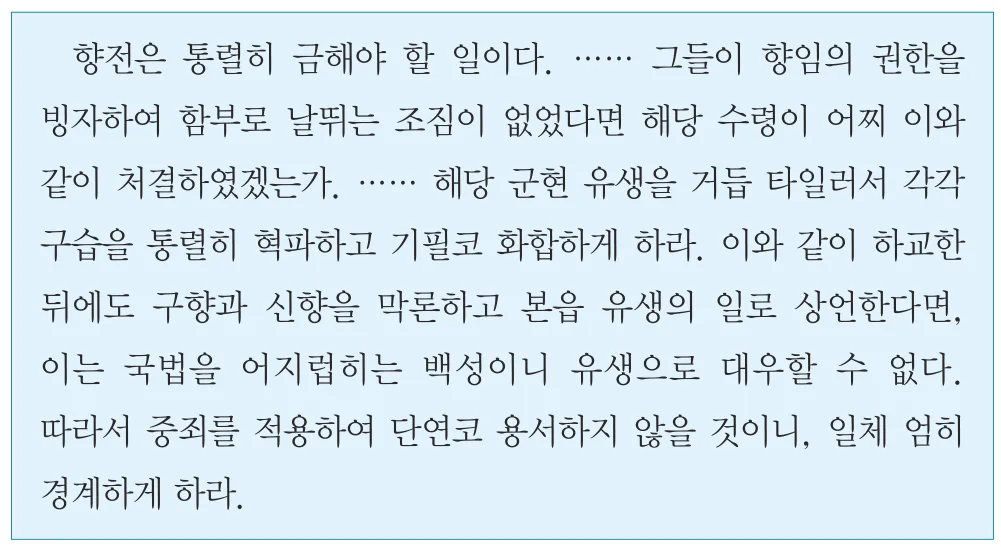 향전은 통렬히 금해야 할 일이다. …… 그들이 향임의 권한을
빙자하여 함부로 날뛰는 조짐이 없었다면 해당 수령이 어찌 이와
같이 처결하였겠는가. …… 해당 군현 유생을 거듭 타일러서 각각
구습을 통렬히 혁파하고 기필코 화합하게 하라. 이와 같이 하교한
뒤에도 구향과 신향을 막론하고 본읍 유생의 일로 상언한다면,
이는 국법을 어지럽히는 백성이니 유생으로 대우할 수 없다.
따라서 중죄를 적용하여 단연코 용서하지 않을 것이니, 일체 엄히
경계하게 하라.